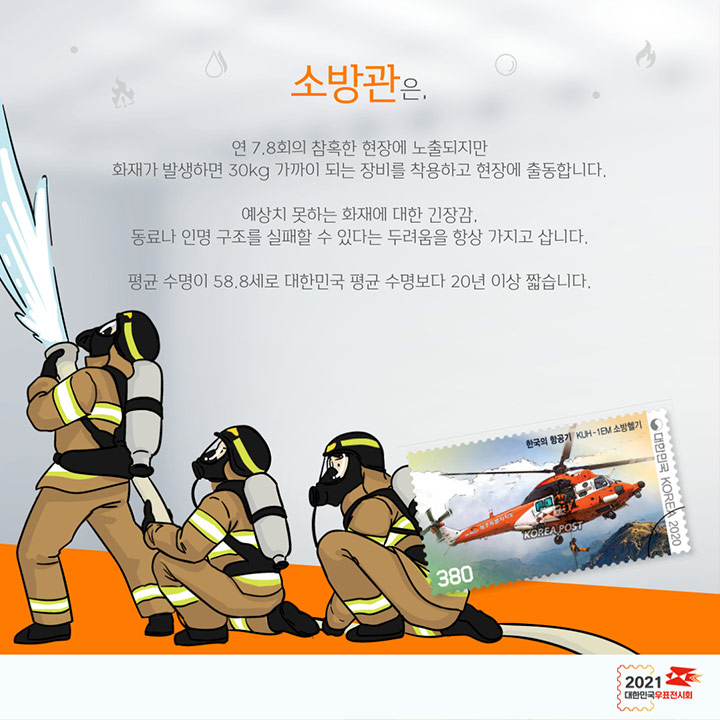 소방관은,
연 7.8회의 참혹한 현장에 노출되지만
화재가 발생하면 30kg 가까이 되는 장비를 착용하고 현장에 출동합니다.
예상치 못하는 화재에 대한 긴장감,
동료나 인명 구조를 실패할 수 있다는 두려움을 항상 가지고 삽니다.
평균 수명이 58.8세로 대한민국 평균 수명보다 20년 이상 짧습니다.
한국의 항공기 KUH-1EM 소방헬기
대한민국 KOREA 2020
KOREA POST
380
2021
대한민국우표전시회